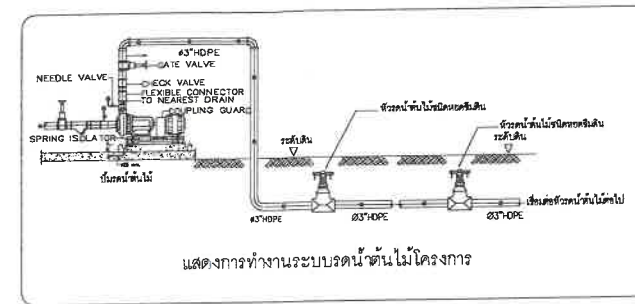 ø3"HDPE
ATE VALVE
NEEDLE VALVE
ECK VALVE
LEXIBLE CONNECTOR
TO NEAREST DRAIN
PLING GUAR
SPRING ISOLATOR
ปั๊มรดน้ำต้นไม้
ระดับดิน
หัวรดน้ำต้นไม้ชนิดหยดซึมดิน
หัวรดน้ำต้นไม้ชนิดหยดซึมดิน
ระดับดิน
ø3"HDPE
Ø3"HDPE
ø3"HDPE
Ø3"HDPE
เชื่อมต่อหัวรดน้ำต้นไม้ต่อไป
แสดงการทำงานระบบรดน้ำต้นไม้โครงการ